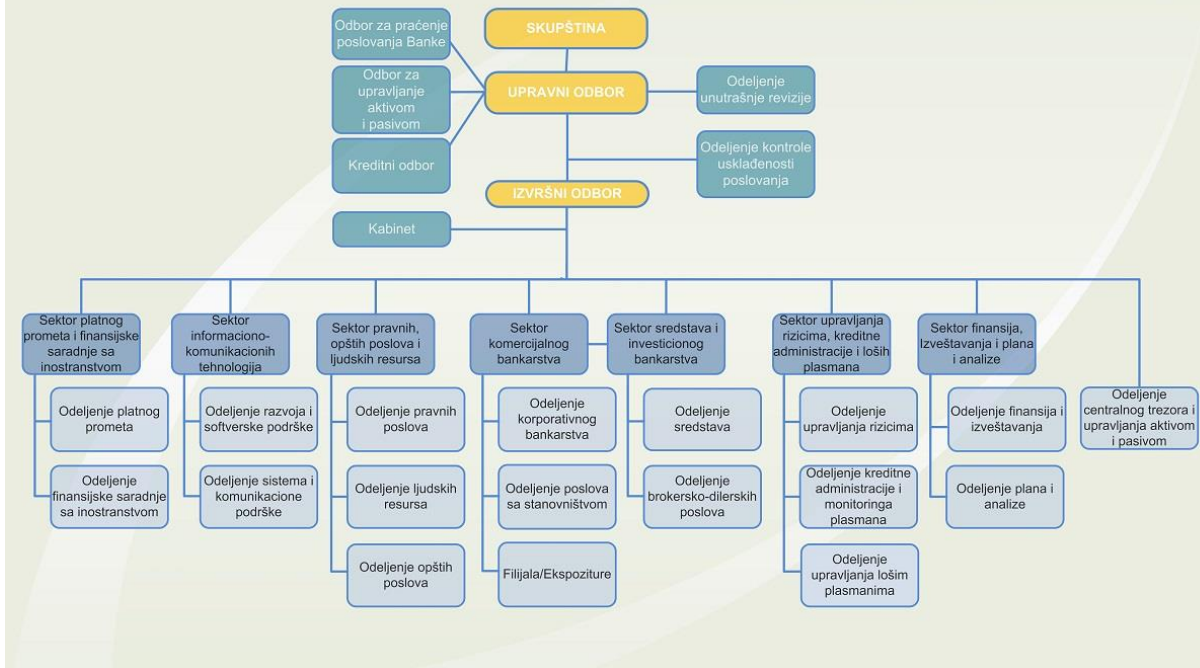 Odbor za praćenje
poslovanja Banke
SKUPŠTINA
Odbor za
upravljanje
aktivom
i pasivom
UPRAVNI ODBOR
Odeljenje
unutrašnje revizije
Kreditni odbor
Odeljenje kontrole
usklađenosti
poslovanja
IZVRŠNI ODBOR
Kabinet
Sektor platnog
prometa i finansijske
saradnje sa
inostranstvom
Sektor
informaciono-
komunikacionih
tehnologija
Sektor pravnih,
opštih poslova i
ljudskih resursa
Sektor
komercijalnog
bankarstva
Sektor sredstava i
investicionog
bankarstva
Sektor upravljanja
rizicima, kreditne
administracije i loših
plasmana
Sektor finansija,
Izveštavanja i plana
i analize
Odeljenje platnog
prometa
Odeljenje razvoja i
softverske podrške
Odeljenje pravnih
poslova
Odeljenje
korporativnog
bankarstva
Odeljenje
sredstava
Odeljenje
upravljanja rizicima
Odeljenje finansija i
izveštavanja
Odeljenje
centralnog trezora i
upravljanja aktivom
i pasivom
Odeljenje
finansijske saradnje
sa inostranstvom
Odeljenje sistema i
komunikacione
podrške
Odeljenje ljudskih
resursa
Odeljenje poslova
sa stanovništvom
Odeljenje
brokersko-dilerskih
poslova
Odeljenje kreditne
administracije i
monitoringa
plasmana
Odeljenje plana i
analize
Odeljenje opštih
poslova
Filijala/Ekspoziture
Odeljenje
upravljanja lošim
plasmanima